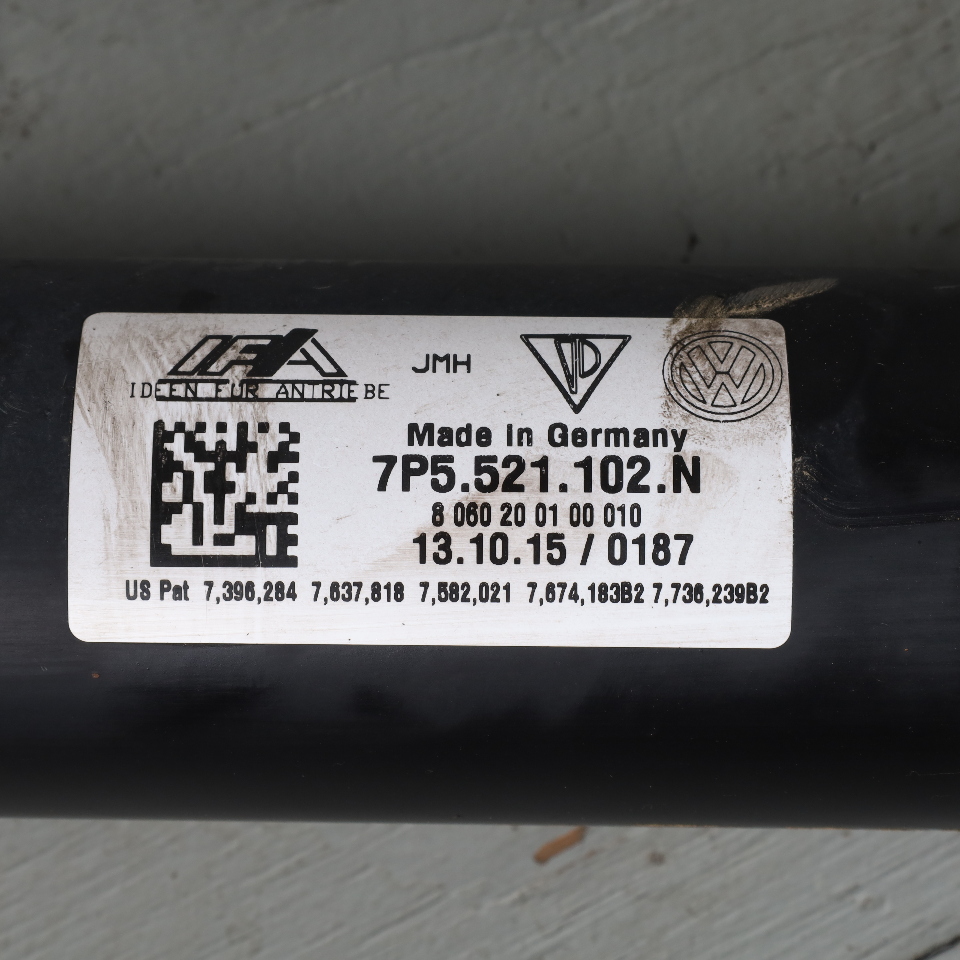 IFA
IDEEN FÜR ANTRIEBE
JMH
VW
Made in Germany
7P5.521.102.N
8 060 20 01 00 010
13.10.15 / 0187
US Pat 7,396,284 7,637,818 7,582,021 7,674,183B2 7,736,239B2